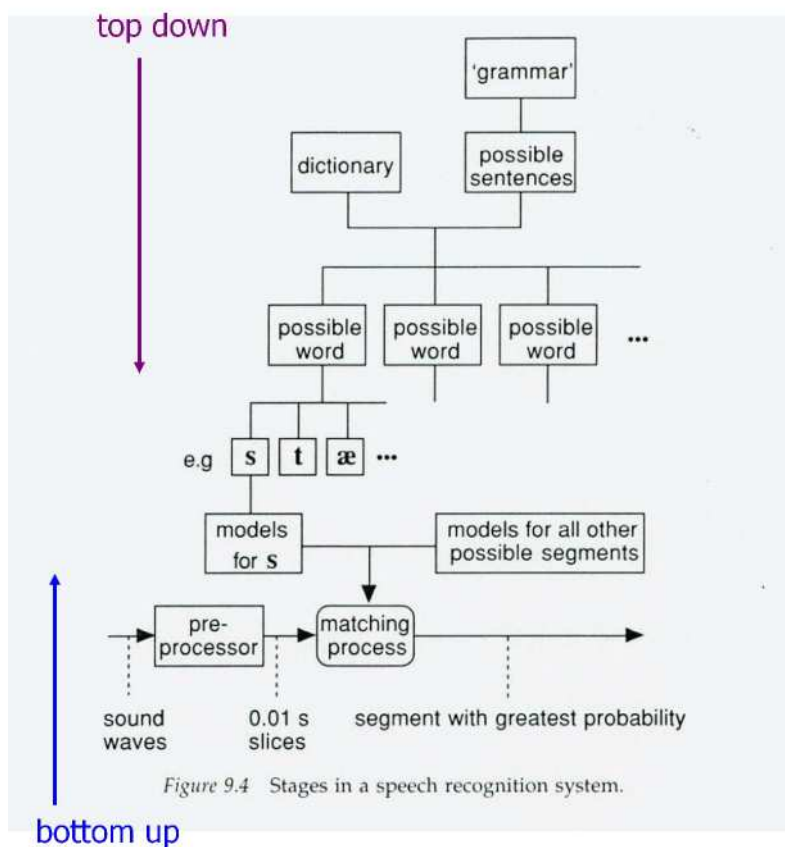 top down
'grammar'
dictionary
possible
sentences
possible
word
possible
word
possible
word
...
e.g
s
t
æ
...
models
for s
models for all other
possible segments
pre-
processor
matching
process
sound
waves
0.01 s
slices
segment with greatest probability
Figure 9.4 Stages in a speech recognition system.
bottom up